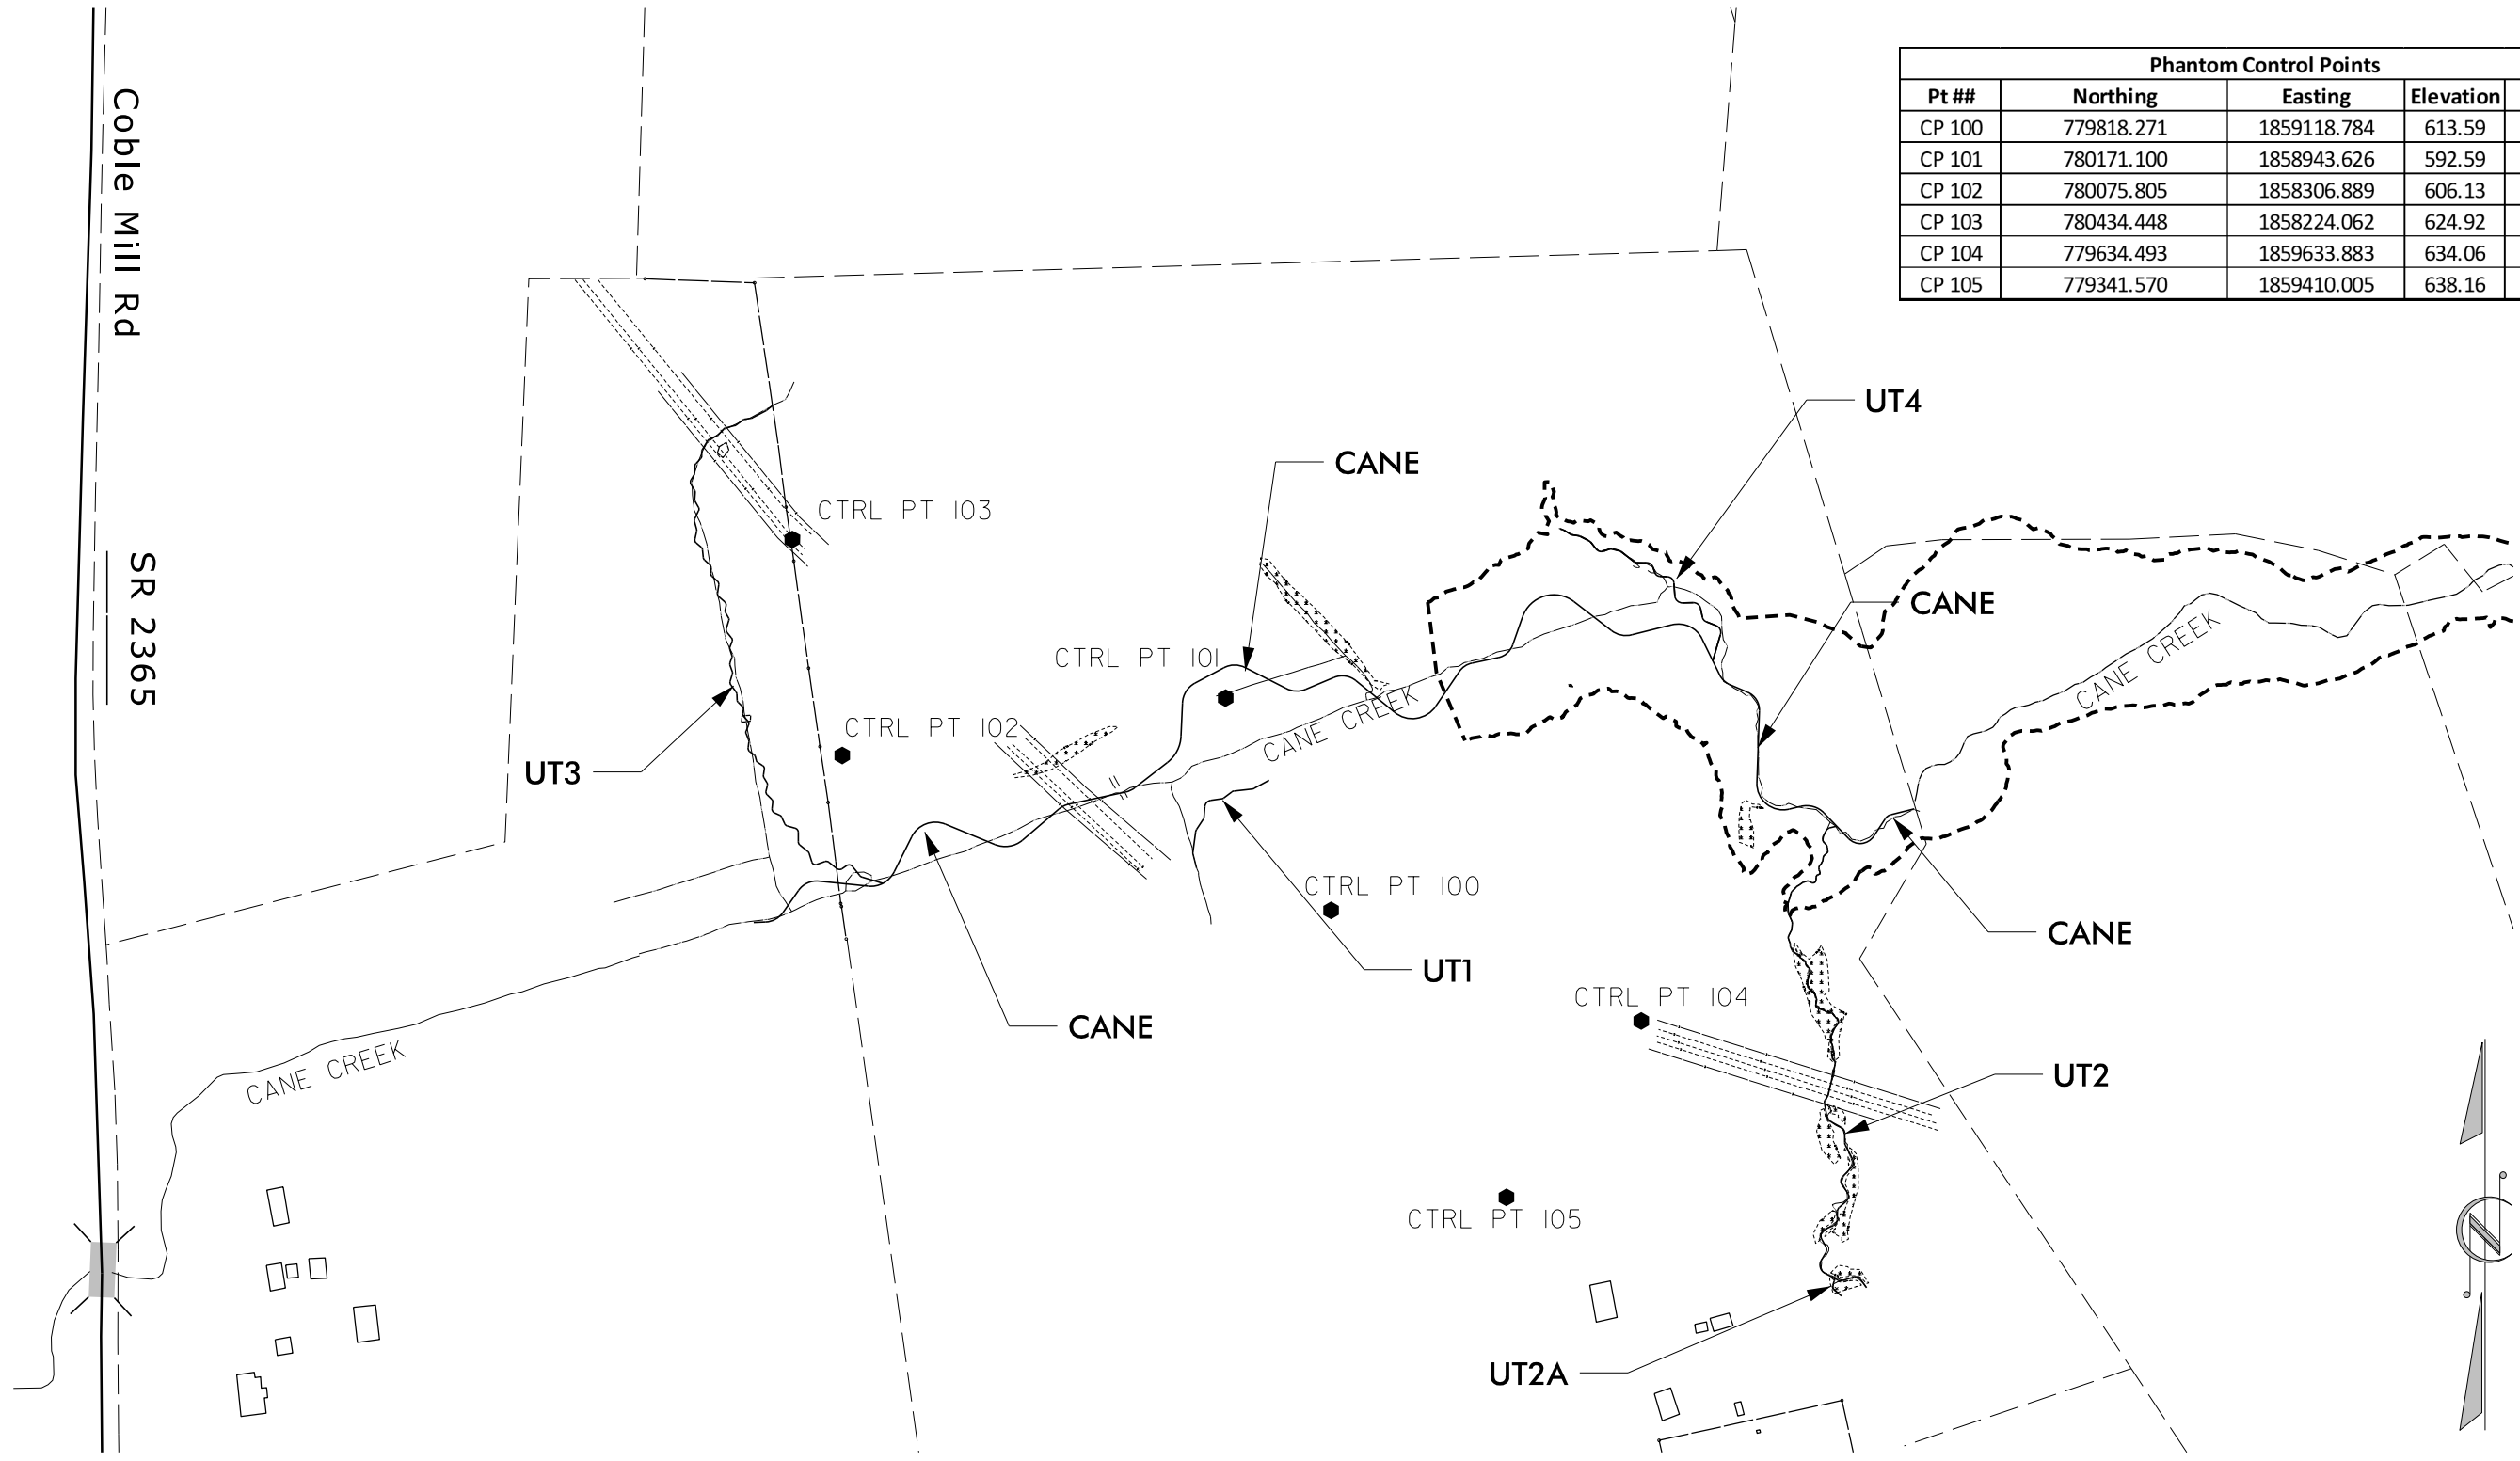 Phantom Control Points
Pt ## Northing Easting Elevation
CP 100 779818.271 1859118.784 613.59
CP 101 780171.100 1858943.626 592.59
CP 102 780075.805 1858306.889 606.13
CP 103 780434.448 1858224.062 624.92
CP 104 779634.493 1859633.883 634.06
CP 105 779341.570 1859410.005 638.16
Coble Mill Rd
SR 2365
UT4
CANE
CTRL PT 103
CANE
CTRL PT 101
CANE CREEK
CANE CREEK
CTRL PT 102
UT3
CTRL PT 100
CANE
UT1
CTRL PT 104
CANE
CANE CREEK
UT2
CTRL PT 105
UT2A
N